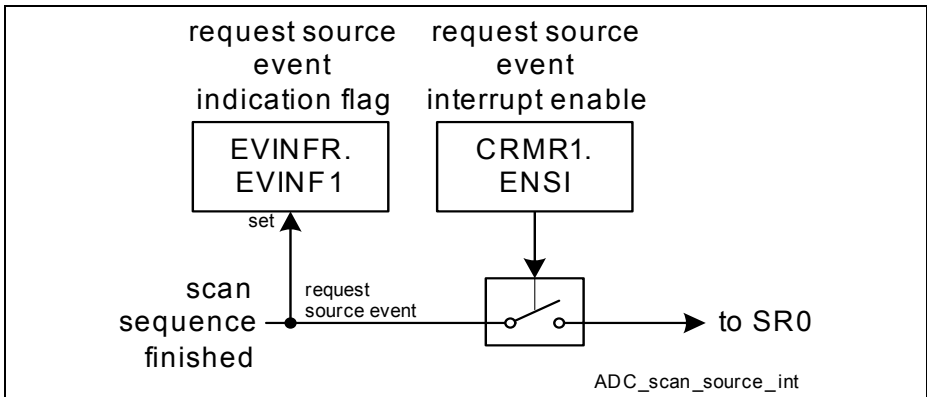 request source
event
indication flag
request source
event
interrupt enable
EVINFR.
EVINF1
CRMR1.
ENSI
set
scan
sequence
finished
request
source event
to SR0
ADC_scan_source_int